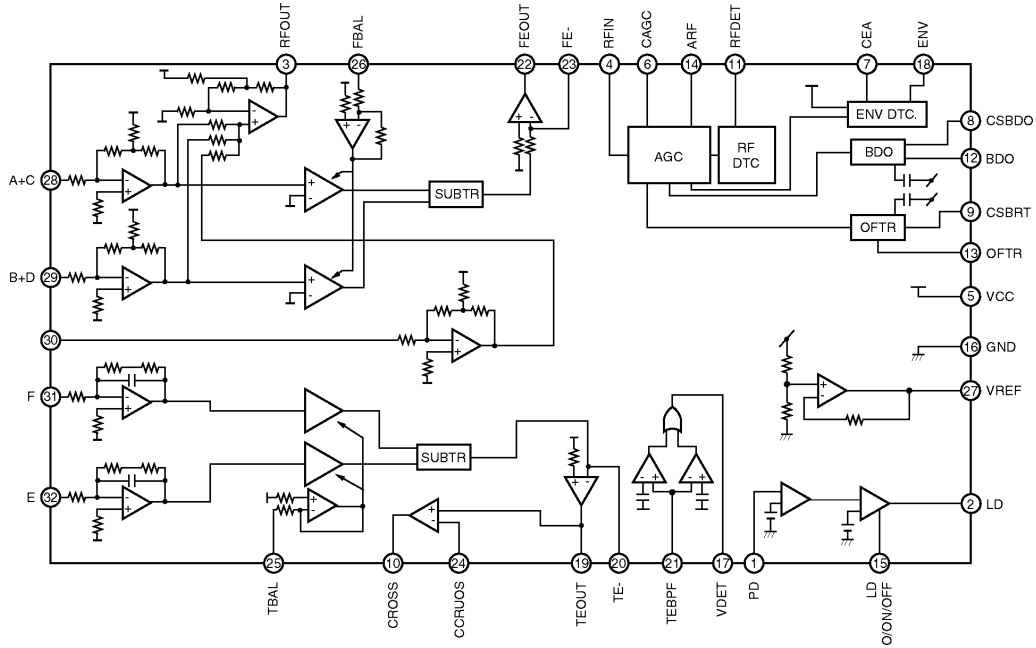 RFOUT
FBAL
FEOUT
FE-
RFIN
CAGC
ARF
RFDET
CEA
ENV
3
26
22
23
4
6
14
11
7
18
ENV DTC.
8 CSBDO
BDO
12 BDO
AGC
RF
DTC
A+C 28
- +
+ -
SUBTR
9 CSBRT
OFTR
13 OFTR
B+D 29
5 VCC
30
16 GND
27 VREF
F 31
E 32
SUBTR
2 LD
25
10
24
19
20
21
17
1
15
TBAL
CROSS
CCRUOS
TEOUT
TE-
TEBPF
VDET
PD
LD
O/ON/OFF